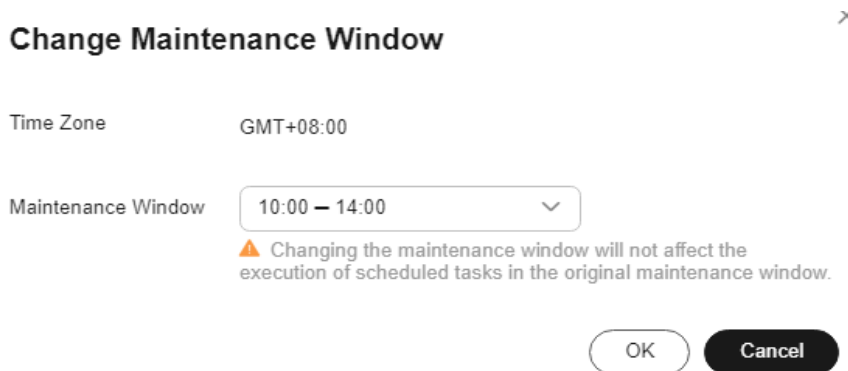 Change Maintenance Window
Time Zone
GMT+08:00
Maintenance Window
10:00 — 14:00
Changing the maintenance window will not affect the
execution of scheduled tasks in the original maintenance window.
OK
Cancel